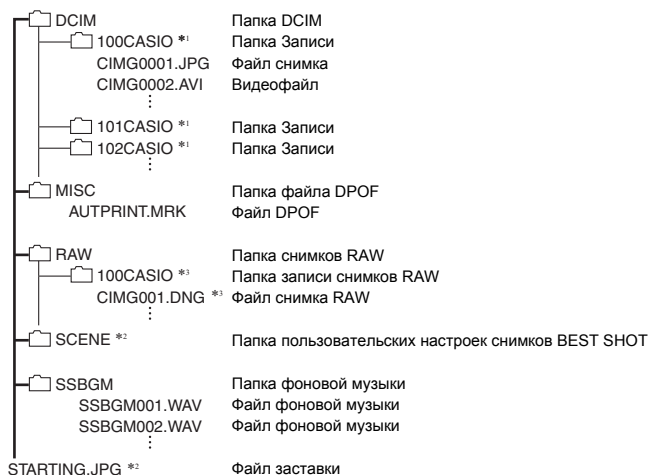 DCIM Папка DCIM
100CASIO *1 Папка Записи
CIMG0001.JPG Файл снимка
CIMG0002.AVI Видеофайл
101CASIO *1 Папка Записи
102CASIO *1 Папка Записи
MISC Папка файла DPOF
AUTPRINT.MRK Файл DPOF
RAW Папка снимков RAW
100CASIO *3 Папка записи снимков RAW
CIMG001.DNG *3 Файл снимка RAW
SCENE *2 Папка пользовательских настроек снимков BEST SHOT
SSBGM Папка фоновой музыки
SSBGM001.WAV Файл фоновой музыки
SSBGM002.WAV Файл фоновой музыки
STARTING.JPG *2 Файл заставки